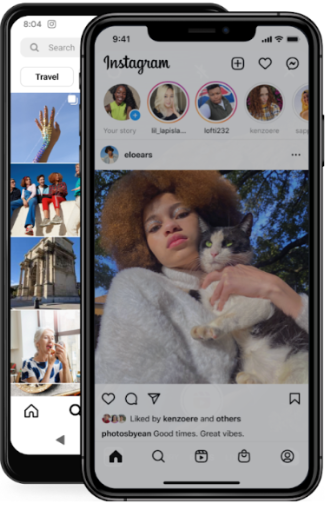 8:04
Search
Travel
9:41
Instagram
Your story
lil_lapisla...
lofti232
kenzoere
sap
eloears
Liked by kenzoere and others
photosbyean Good times. Great vibes.